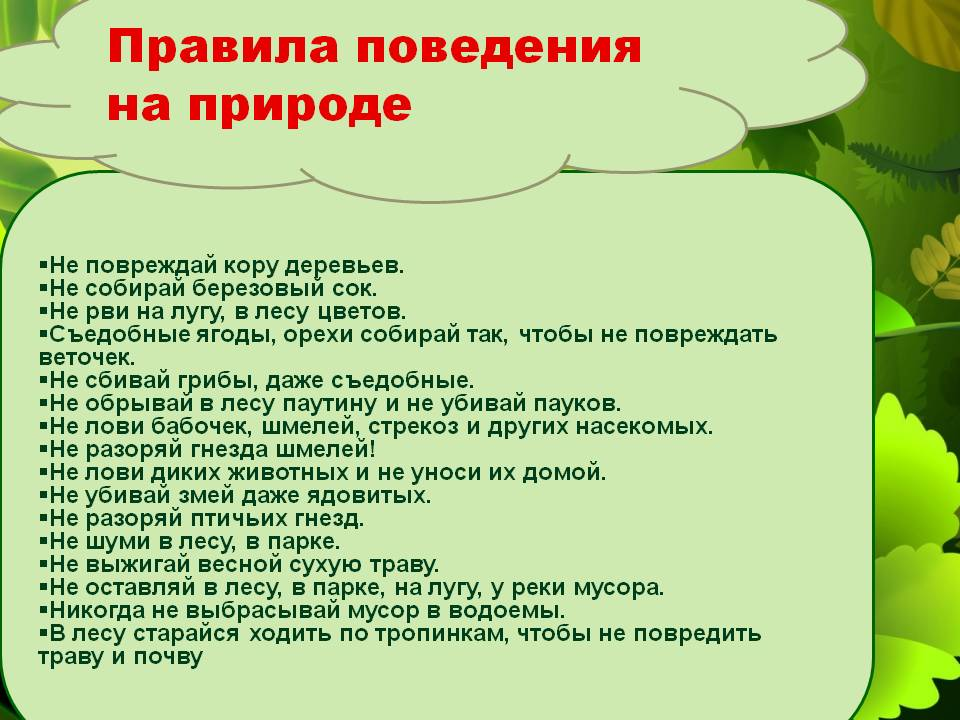 Правила поведения
на природе
▪Не повреждай кору деревьев.
▪Не собирай березовый сок.
▪Не рви на лугу, в лесу цветов.
▪Съедобные ягоды, орехи собирай так, чтобы не повреждать
веточек.
▪Не сбивай грибы, даже съедобные.
▪Не обрывай в лесу паутину и не убивай пауков.
▪Не лови бабочек, шмелей, стрекоз и других насекомых.
▪Не разоряй гнезда шмелей!
▪Не лови диких животных и не уноси их домой.
▪Не убивай змей даже ядовитых.
▪Не разоряй птичьих гнезд.
▪Не шуми в лесу, в парке.
▪Не выжигай весной сухую траву.
▪Не оставляй в лесу, в парке, на лугу, у реки мусора.
▪Никогда не выбрасывай мусор в водоемы.
▪В лесу старайся ходить по тропинкам, чтобы не повредить
траву и почву